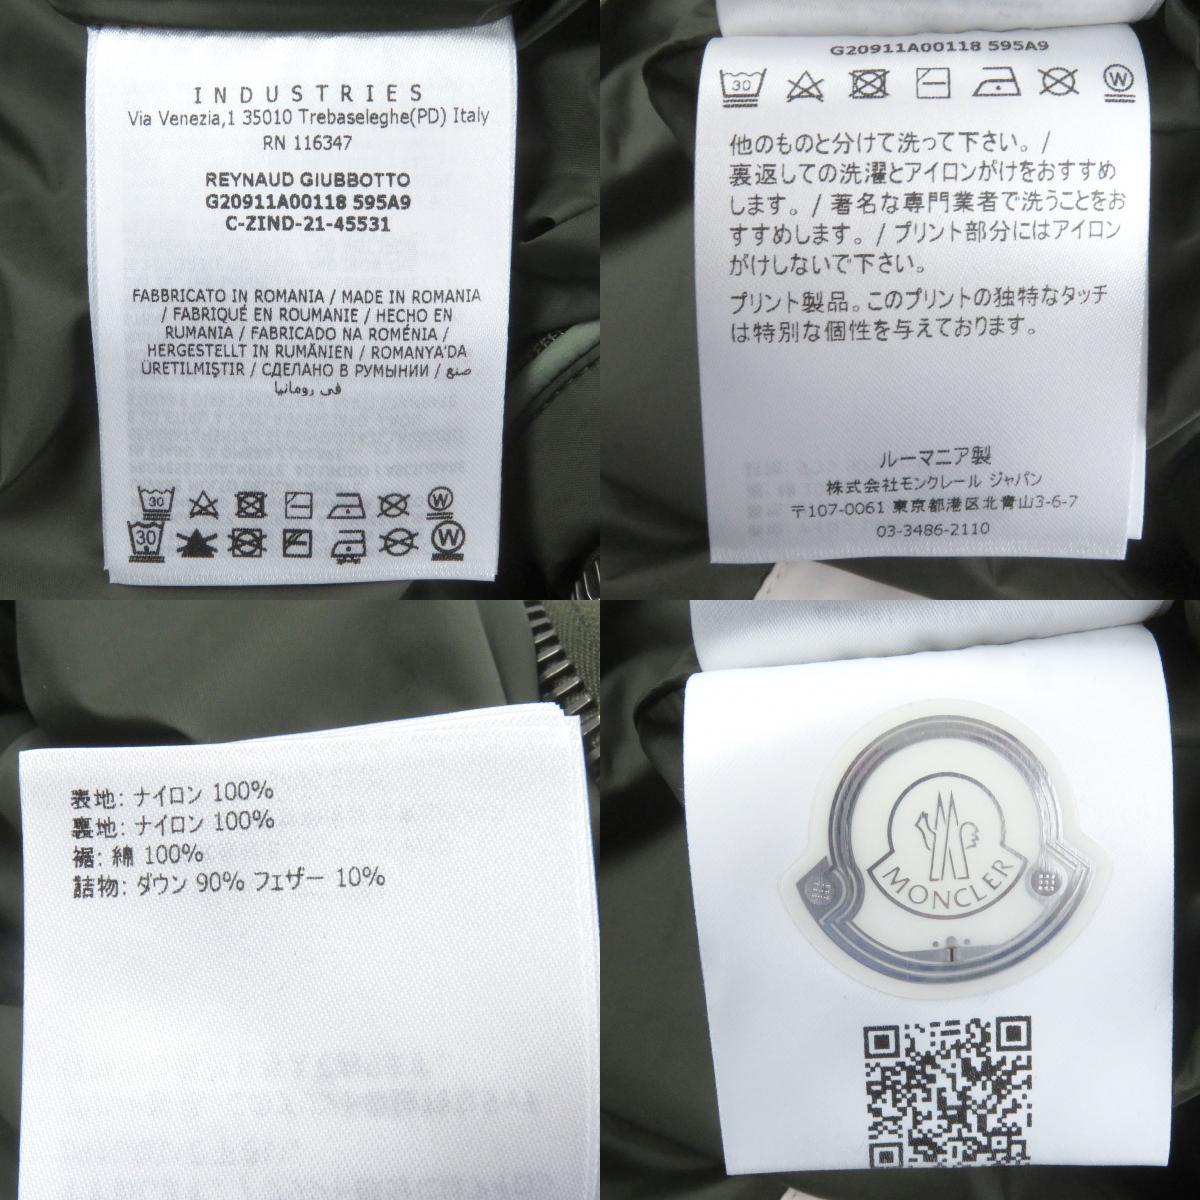 INDUSTRIES
Via Venezia,1 35010 Trebaseleghe(PD) Italy
RN 116347
REYNAUD GIUBBOTTO
G20911A00118 595A9
C-ZIND-21-45531
FABBRICATO IN ROMANIA / MADE IN ROMANIA
/ FABRIQUÉ EN ROUMANIE / HECHO EN
RUMANIA / FABRICADO NA ROMÉNIA /
HERGESTELLT IN RUMÄNIEN / ROMANYA'DA
ÜRETILMIŞTIR / СДЕЛАНО В РУМЫНИИ / صنع
في رومانيا
30
W
30
W
G20911A00118 595A9
30
W
他のものと分けて洗って下さい。/
裏返しての洗濯とアイロンがけをおすすめ
します。/ 著名な専門業者で洗うことをお
すすめします。/ プリント部分にはアイロン
がけしないで下さい。
プリント製品。このプリントの独特なタッチ
は特別な個性を与えております。
ルーマニア製
株式会社モンクレール ジャパン
〒107-0061 東京都港区北青山3-6-7
03-3486-2110
表地: ナイロン 100%
裏地: ナイロン 100%
裾: 綿 100%
詰物: ダウン 90% フェザー 10%
MONCLER